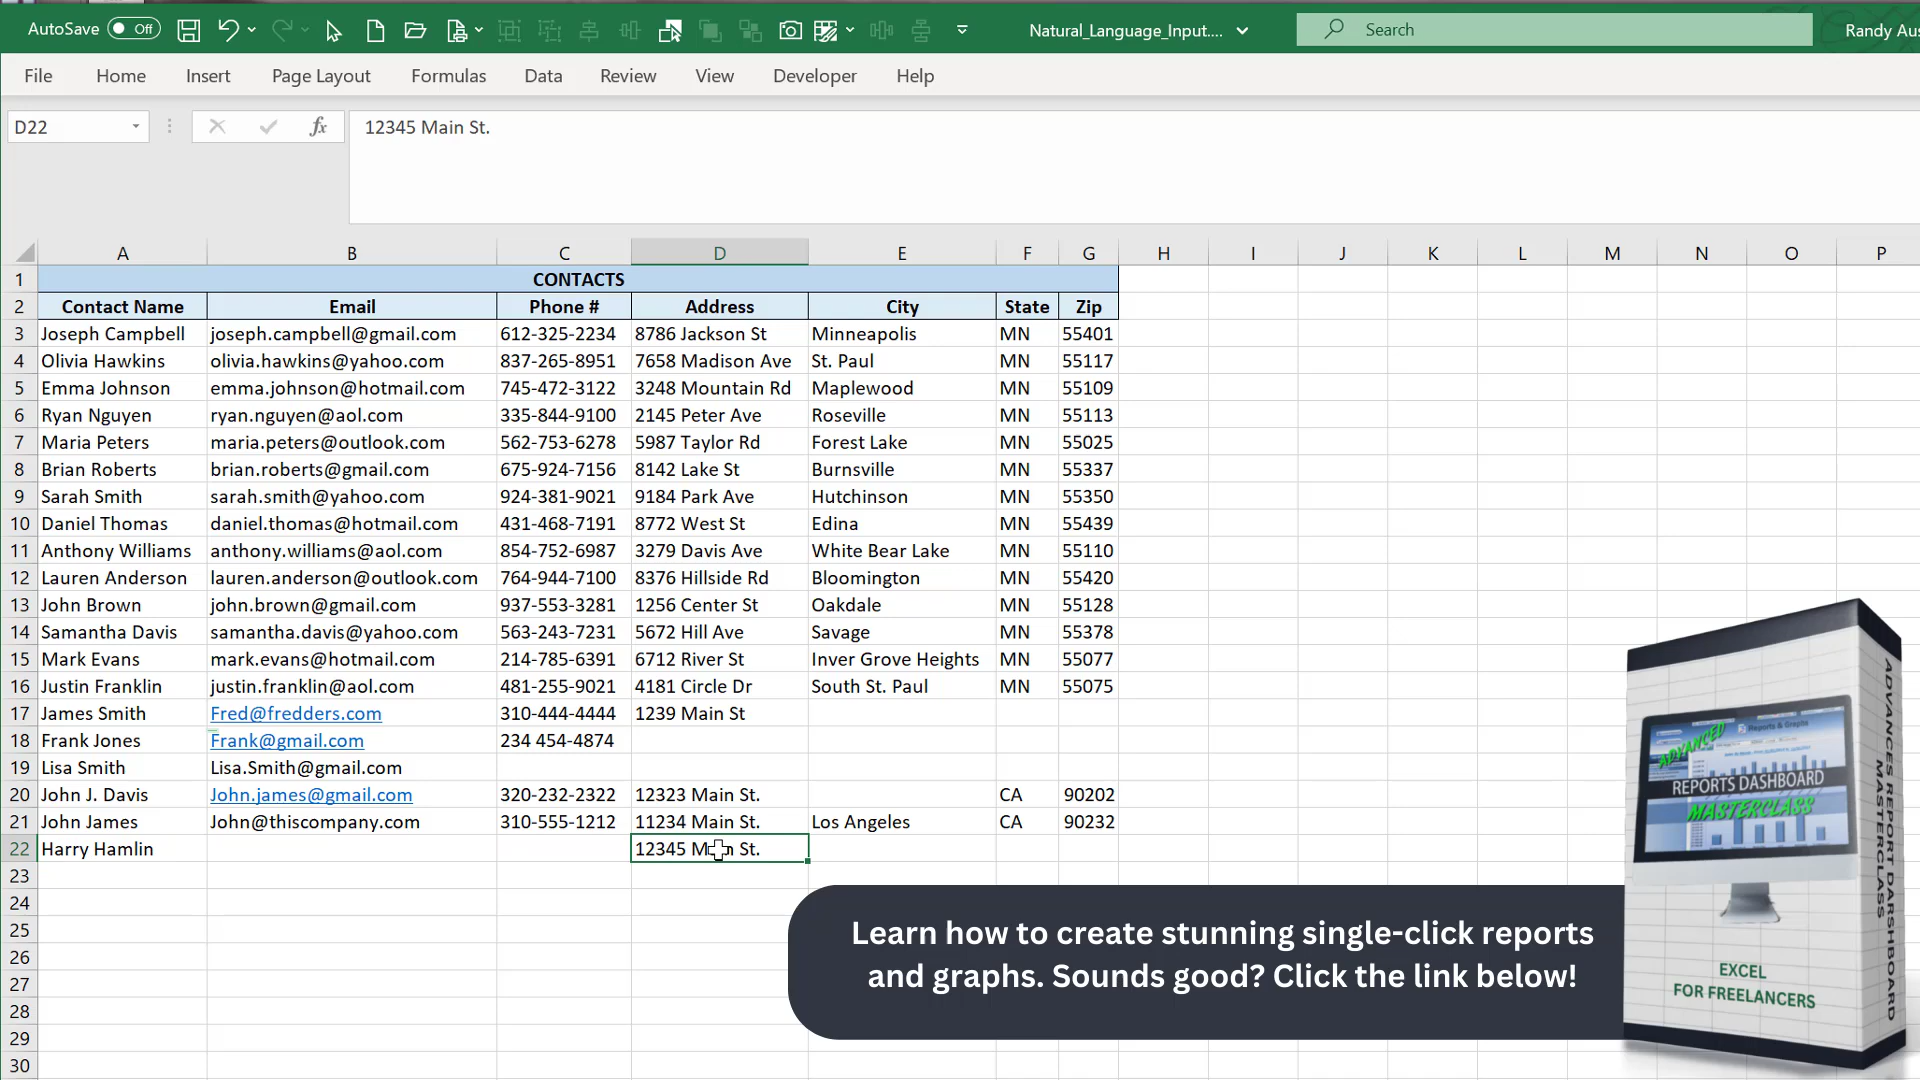 AutoSave Off Natural_Language_Input.... Search Randy Aus
File Home Insert Page Layout Formulas Data Review View Developer Help
D22 fx 12345 Main St.
A B C D E F G H I J K L M N O P
1 CONTACTS
2 Contact Name Email Phone # Address City State Zip
3 Joseph Campbell joseph.campbell@gmail.com 612-325-2234 8786 Jackson St Minneapolis MN 55401
4 Olivia Hawkins olivia.hawkins@yahoo.com 837-265-8951 7658 Madison Ave St. Paul MN 55117
5 Emma Johnson emma.johnson@hotmail.com 745-472-3122 3248 Mountain Rd Maplewood MN 55109
6 Ryan Nguyen ryan.nguyen@aol.com 335-844-9100 2145 Peter Ave Roseville MN 55113
7 Maria Peters maria.peters@outlook.com 562-753-6278 5987 Taylor Rd Forest Lake MN 55025
8 Brian Roberts brian.roberts@gmail.com 675-924-7156 8142 Lake St Burnsville MN 55337
9 Sarah Smith sarah.smith@yahoo.com 924-381-9021 9184 Park Ave Hutchinson MN 55350
10 Daniel Thomas daniel.thomas@hotmail.com 431-468-7191 8772 West St Edina MN 55439
11 Anthony Williams anthony.williams@aol.com 854-752-6987 3279 Davis Ave White Bear Lake MN 55110
12 Lauren Anderson lauren.anderson@outlook.com 764-944-7100 8376 Hillside Rd Bloomington MN 55420
13 John Brown john.brown@gmail.com 937-553-3281 1256 Center St Oakdale MN 55128
14 Samantha Davis samantha.davis@yahoo.com 563-243-7231 5672 Hill Ave Savage MN 55378
15 Mark Evans mark.evans@hotmail.com 214-785-6391 6712 River St Inver Grove Heights MN 55077
16 Justin Franklin justin.franklin@aol.com 481-255-9021 4181 Circle Dr South St. Paul MN 55075
17 James Smith Fred@fredders.com 310-444-4444 1239 Main St
18 Frank Jones Frank@gmail.com 234 454-4874
19 Lisa Smith Lisa.Smith@gmail.com
20 John J. Davis John.james@gmail.com 320-232-2322 12323 Main St. CA 90202
21 John James John@thiscompany.com 310-555-1212 11234 Main St. Los Angeles CA 90232
22 Harry Hamlin 12345 Main St.
23
24
25
26
27
28
29
30
Learn how to create stunning single-click reports
and graphs. Sounds good? Click the link below!
Reports & Graphs
ADVANCED
REPORTS DASHBOARD
MASTERCLASS
EXCEL
FOR FREELANCERS
ADVANCES REPORT DARSHBOARD
MASTERCLASS